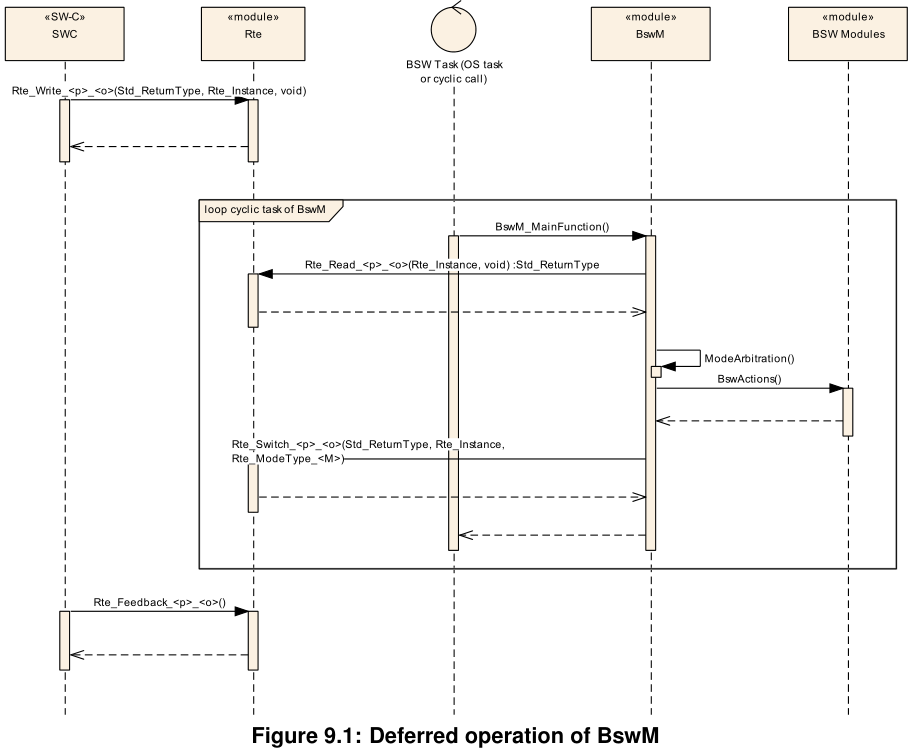 «SW-C»
SWC
«module»
Rte
BSW Task (OS task
or cyclic call)
«module»
BswM
«module»
BSW Modules
Rte_Write_<p>_<o>(Std_ReturnType, Rte_Instance, void)
loop cyclic task of BswM
BswM_MainFunction()
Rte_Read_<p>_<o>(Rte_Instance, void) :Std_ReturnType
ModeArbitration()
BswActions()
Rte_Switch_<p>_<o>(Std_ReturnType, Rte_Instance,
Rte_ModeType_<M>)
Rte_Feedback_<p>_<o>()
Figure 9.1: Deferred operation of BswM